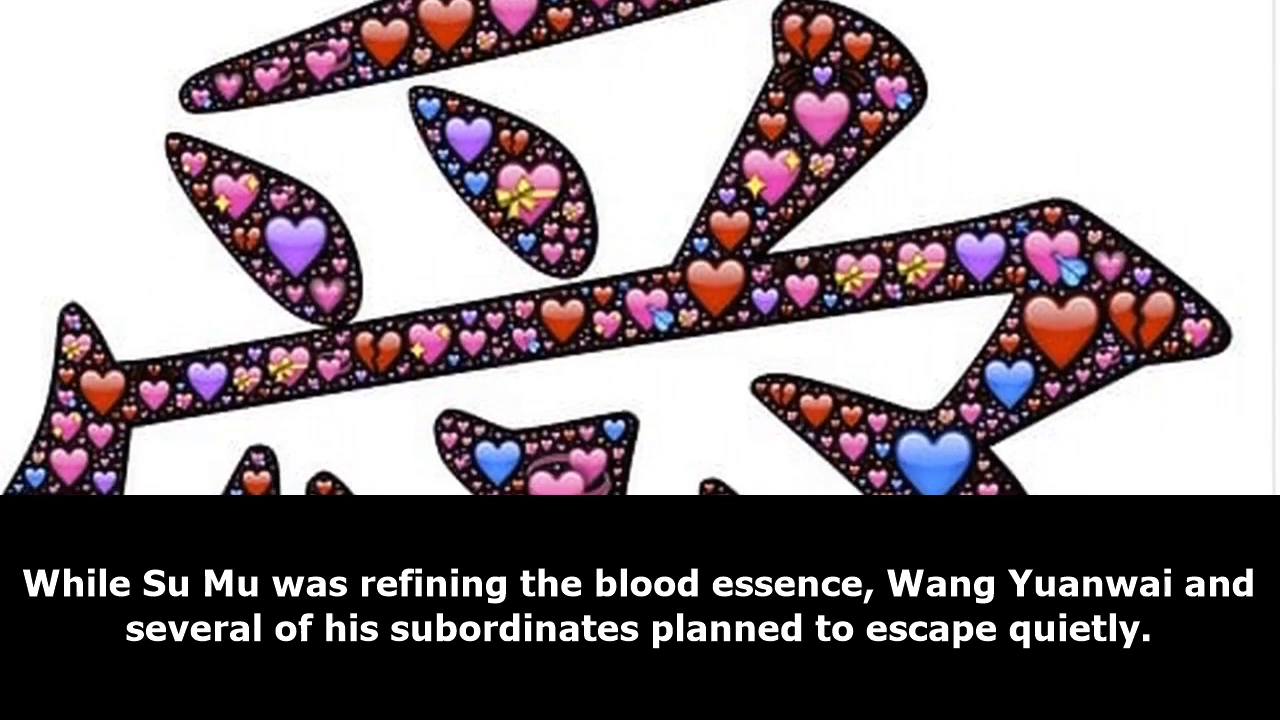 愛
While Su Mu was refining the blood essence, Wang Yuanwai and
several of his subordinates planned to escape quietly.